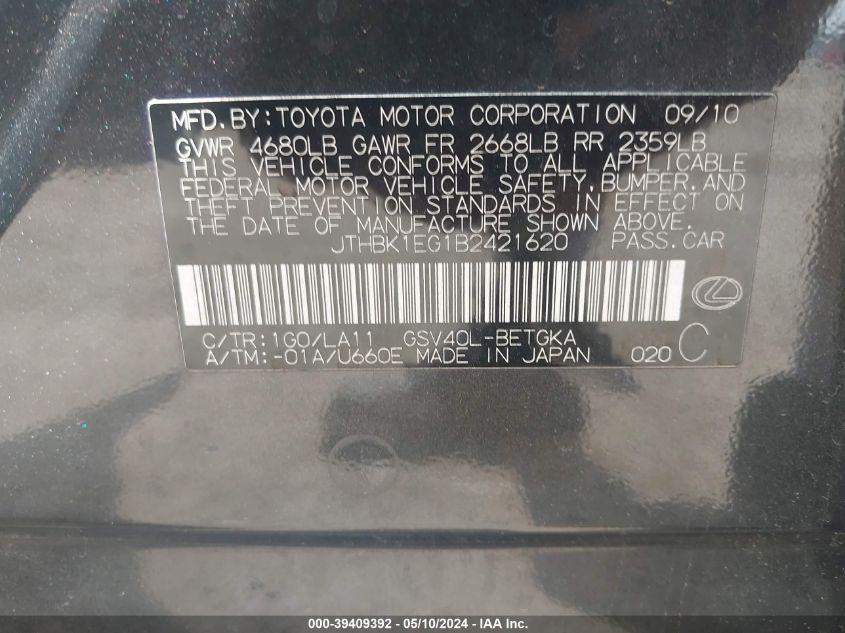 MFD.BY:TOYOTA MOTOR CORPORATION 09/10
GVWR 4680LB GAWR FR 2668LB RR 2359LB
THIS VEHICLE CONFORMS TO ALL APPLICABLE
FEDERAL MOTOR VEHICLE SAFETY,BUMPER,AND
THEFT PREVENTION STANDARDS IN EFFECT ON
THE DATE OF MANUFACTURE SHOWN ABOVE.
JTHBK1EG1B2421620 PASS.CAR
C/TR:1G0/LA11 GSV40L-BETGKA
A/TM:-01A/U660E MADE IN JAPAN 020 C
000-39409392 - 05/10/2024 - IAA Inc.